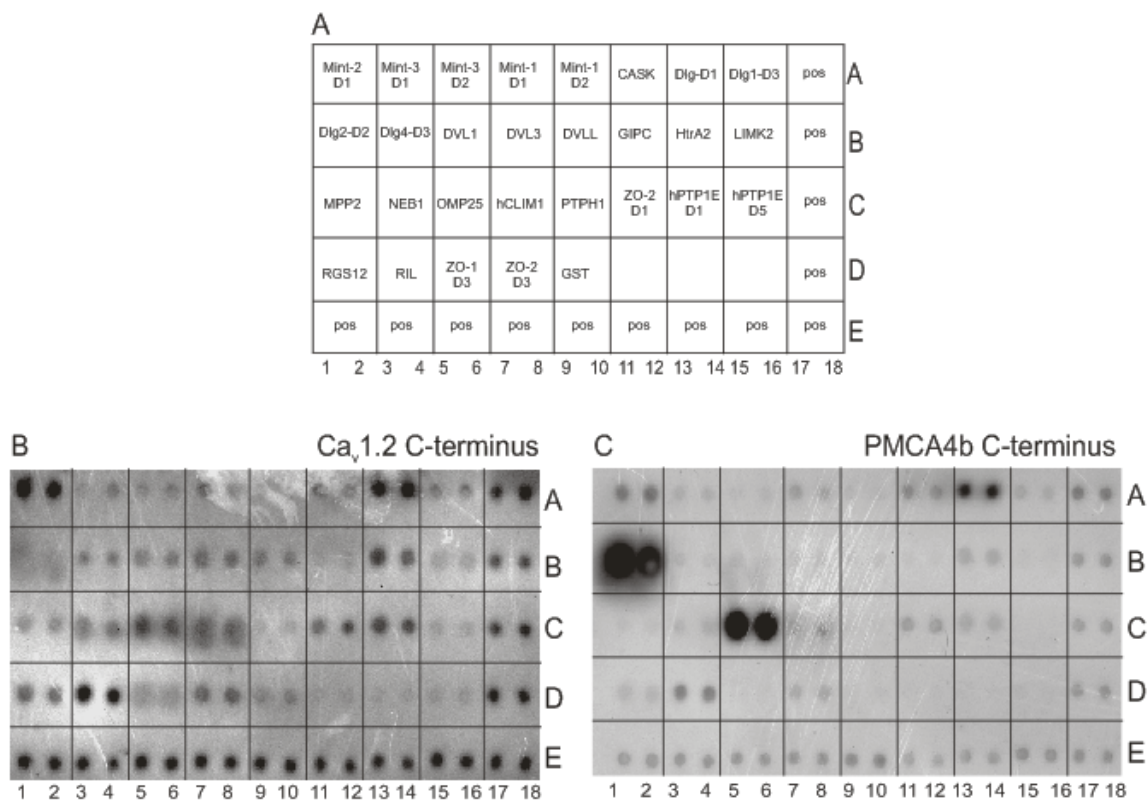 A
Mint-2 D1 Mint-3 D1 Mint-3 D2 Mint-1 D1 Mint-1 D2 CASK Dlg-D1 Dlg1-D3 pos A
Dlg2-D2 Dlg4-D3 DVL1 DVL3 DVLL GIPC HtrA2 LIMK2 pos B
MPP2 NEB1 OMP25 hCLIM1 PTPH1 ZO-2 D1 hPTP1E D1 hPTP1E D5 pos C
RGS12 RIL ZO-1 D3 ZO-2 D3 GST pos D
pos pos pos pos pos pos pos pos pos E
1 2 3 4 5 6 7 8 9 10 11 12 13 14 15 16 17 18
B Cav1.2 C-terminus
A
B
C
D
E
1 2 3 4 5 6 7 8 9 10 11 12 13 14 15 16 17 18
C PMCA4b C-terminus
A
B
C
D
E
1 2 3 4 5 6 7 8 9 10 11 12 13 14 15 16 17 18